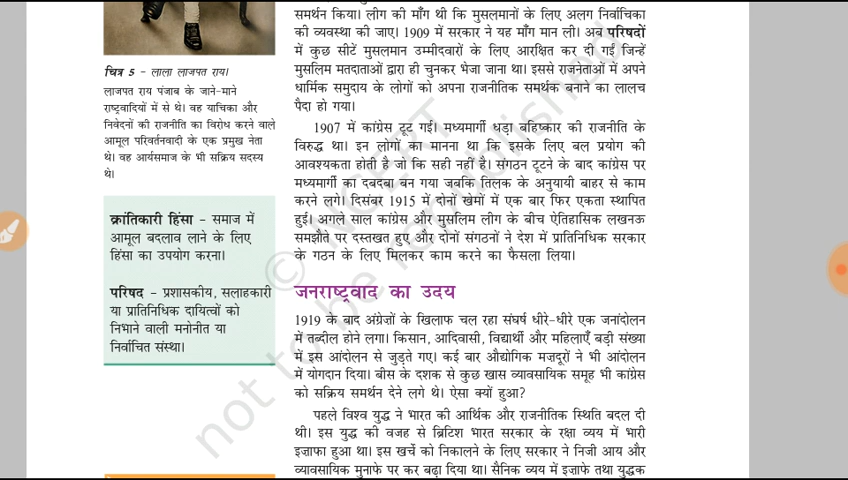 चित्र 5 – लाला लाजपत राय।
लाजपत राय पंजाब के जाने-माने
राष्ट्रवादियों में से थे। वह याचिका और
निवेदनों की राजनीति का विरोध करने वाले
आमूल परिवर्तनवादी के एक प्रमुख नेता
थे। वह आर्यसमाज के भी सक्रिय सदस्य
थे।
क्रांतिकारी हिंसा – समाज में
आमूल बदलाव लाने के लिए
हिंसा का उपयोग करना।
परिषद – प्रशासकीय, सलाहकारी
या प्रातिनिधिक दायित्वों को
निभाने वाली मनोनीत या
निर्वाचित संस्था।
समर्थन किया। लीग की माँग थी कि मुसलमानों के लिए अलग निर्वाचिका
की व्यवस्था की जाए। 1909 में सरकार ने यह माँग मान ली। अब परिषदों
में कुछ सीटें मुसलमान उम्मीदवारों के लिए आरक्षित कर दी गईं जिन्हें
मुसलिम मतदाताओं द्वारा ही चुनकर भेजा जाना था। इससे राजनेताओं में अपने
धार्मिक समुदाय के लोगों को अपना राजनीतिक समर्थक बनाने का लालच
पैदा हो गया।
1907 में कांग्रेस टूट गई। मध्यमार्गी धड़ा बहिष्कार की राजनीति के
विरुद्ध था। इन लोगों का मानना था कि इसके लिए बल प्रयोग की
आवश्यकता होती है जो कि सही नहीं है। संगठन टूटने के बाद कांग्रेस पर
मध्यमार्गी का दबदबा बन गया जबकि तिलक के अनुयायी बाहर से काम
करने लगे। दिसंबर 1915 में दोनों खेमों में एक बार फिर एकता स्थापित
हुई। अगले साल कांग्रेस और मुसलिम लीग के बीच ऐतिहासिक लखनऊ
समझौते पर दस्तखत हुए और दोनों संगठनों ने देश में प्रातिनिधिक सरकार
के गठन के लिए मिलकर काम करने का फैसला लिया।
जनराष्ट्रवाद का उदय
1919 के बाद अंग्रेजों के खिलाफ चल रहा संघर्ष धीरे-धीरे एक जनांदोलन
में तब्दील होने लगा। किसान, आदिवासी, विद्यार्थी और महिलाएँ बड़ी संख्या
में इस आंदोलन से जुड़ते गए। कई बार औद्योगिक मजदूरों ने भी आंदोलन
में योगदान दिया। बीस के दशक से कुछ खास व्यावसायिक समूह भी कांग्रेस
को सक्रिय समर्थन देने लगे थे। ऐसा क्यों हुआ?
पहले विश्व युद्ध ने भारत की आर्थिक और राजनीतिक स्थिति बदल दी
थी। इस युद्ध की वजह से ब्रिटिश भारत सरकार के रक्षा व्यय में भारी
इज़ाफा हुआ था। इस खर्चे को निकालने के लिए सरकार ने निजी आय और
व्यावसायिक मुनाफे पर कर बढ़ा दिया था। सैनिक व्यय में इज़ाफे तथा युद्धक
© NCERT
not to be republished